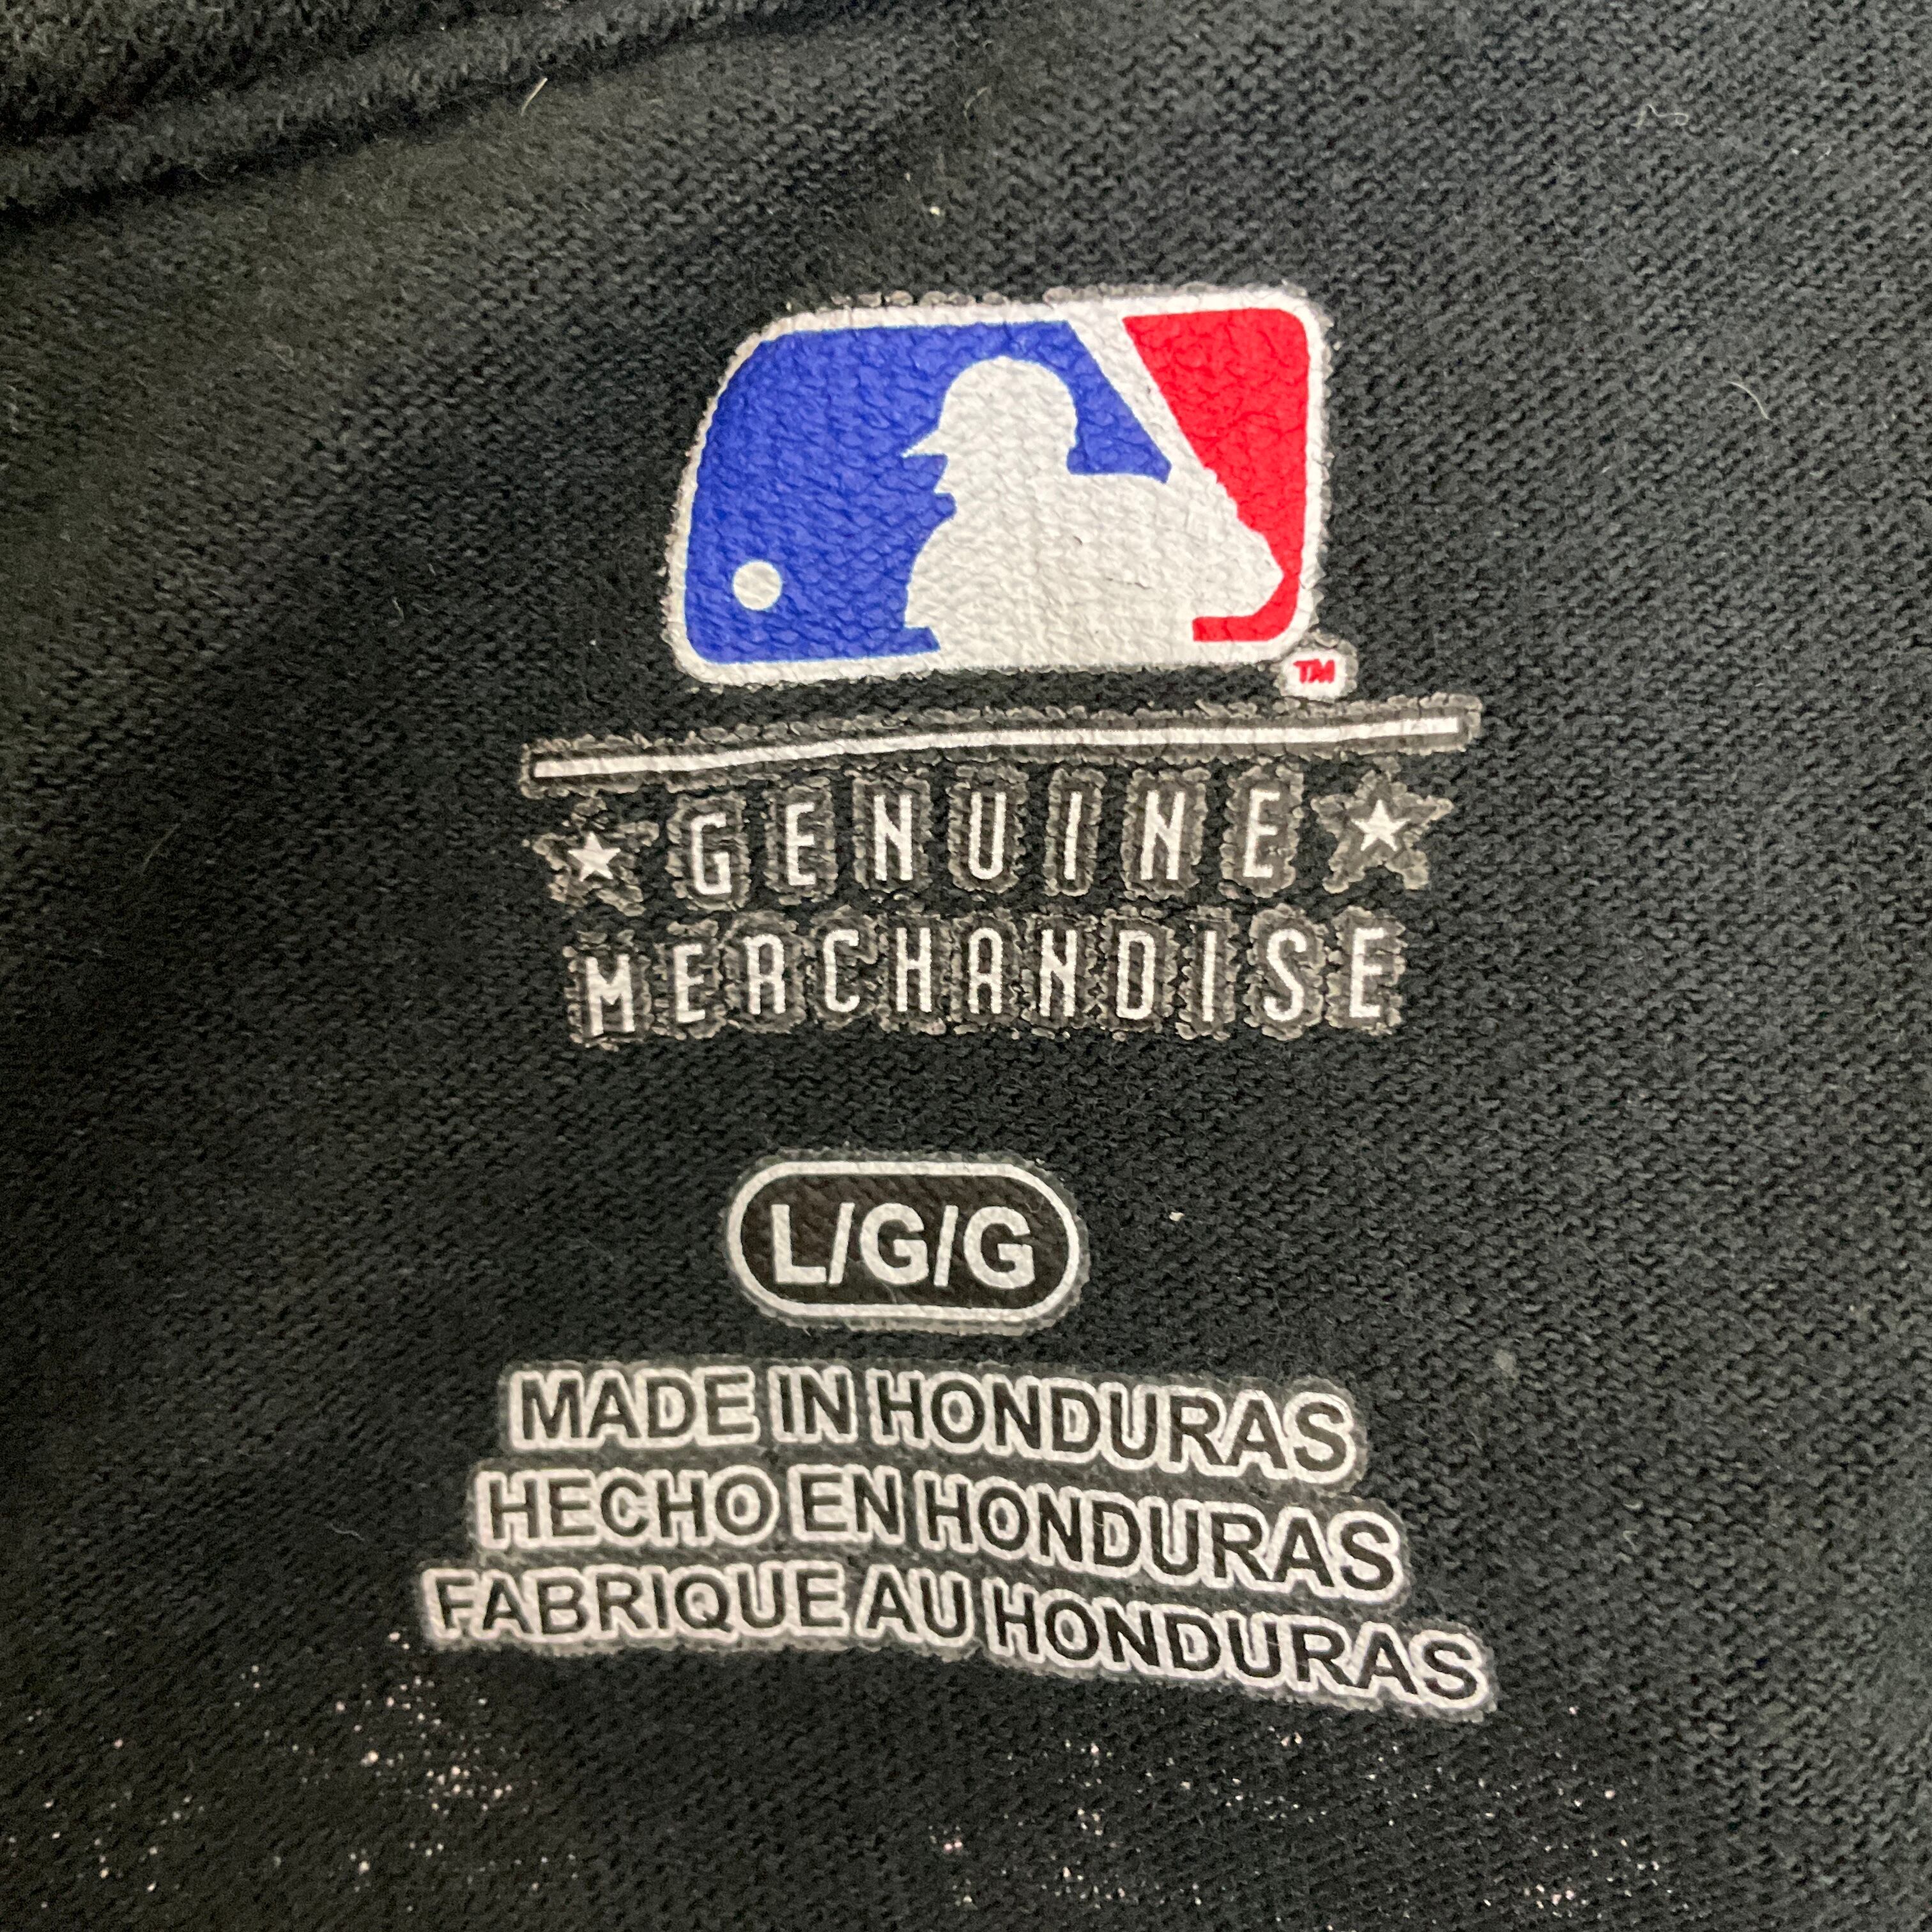 TM
GENUINE
MERCHANDISE
L/G/G
MADE IN HONDURAS
HECHO EN HONDURAS
FABRIQUE AU HONDURAS